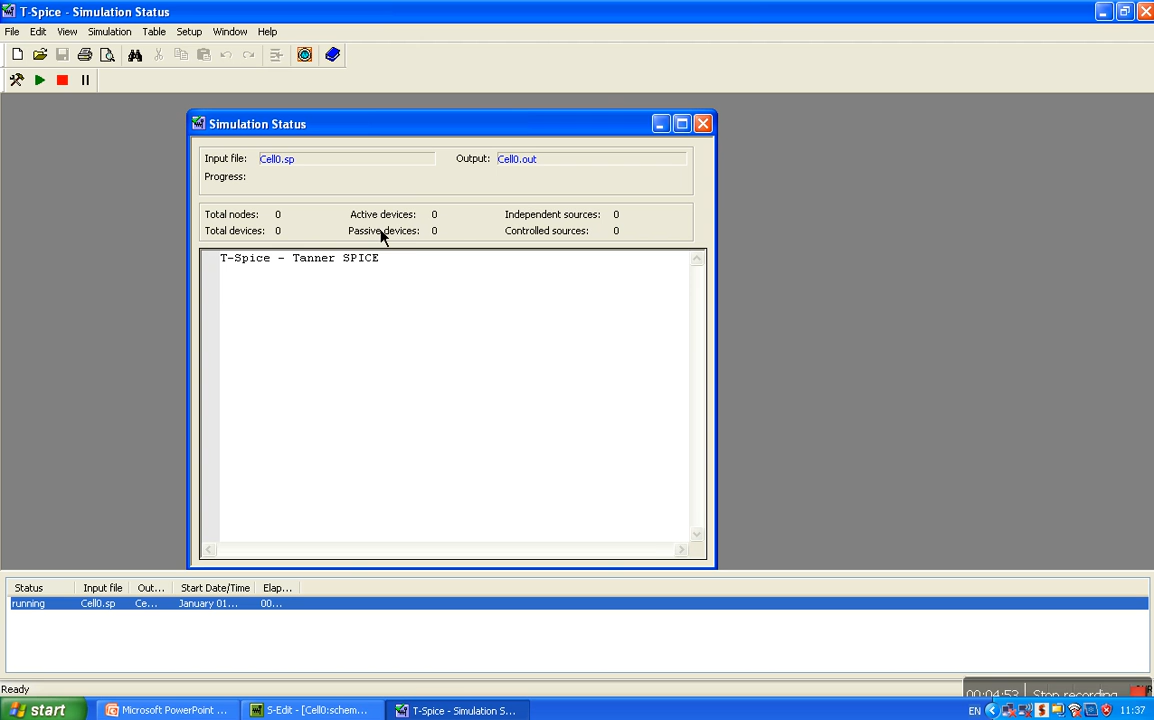 T-Spice - Simulation Status
File Edit View Simulation Table Setup Window Help
Simulation Status
Input file: Cell0.sp Output: Cell0.out
Progress:
Total nodes: 0 Active devices: 0 Independent sources: 0
Total devices: 0 Passive devices: 0 Controlled sources: 0
T-Spice - Tanner SPICE
Status Input file Out... Start Date/Time Elap...
running Cell0.sp Ce... January 01... 00...
Ready
00:04:53 Stop recording
start Microsoft PowerPoint ... S-Edit - [Cell0:schem... T-Spice - Simulation S... EN 11:37